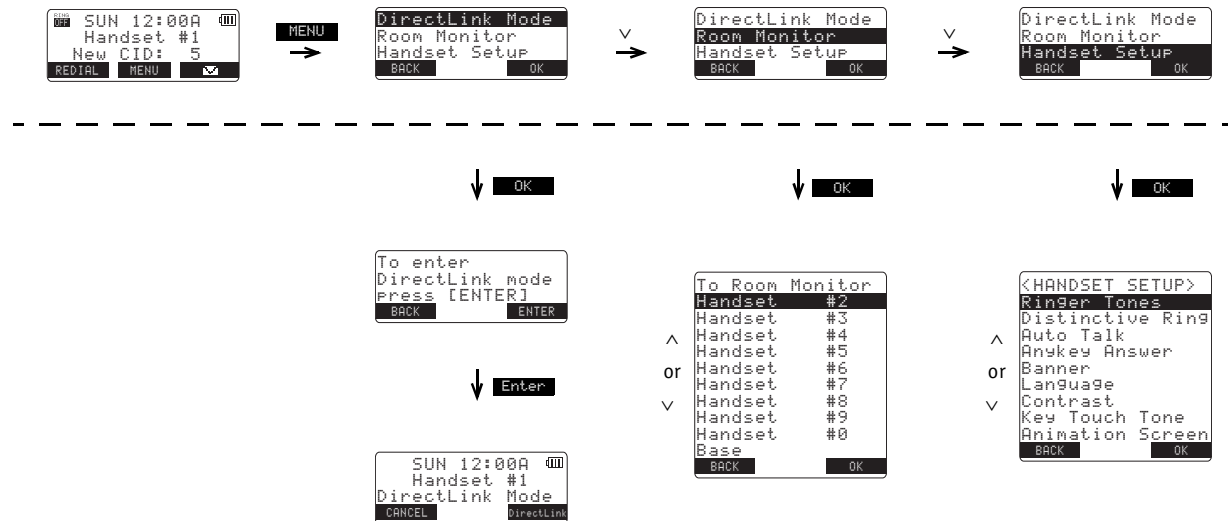 RING OFF SUN 12:00A
Handset #1
New CID: 5
REDIAL MENU
MENU
DirectLink Mode
Room Monitor
Handset Setup
BACK OK
DirectLink Mode
Room Monitor
Handset Setup
BACK OK
DirectLink Mode
Room Monitor
Handset Setup
BACK OK
OK
OK
OK
To enter
DirectLink mode
press [ENTER]
BACK ENTER
Enter
SUN 12:00A
Handset #1
DirectLink Mode
CANCEL DirectLink
or
To Room Monitor
Handset #2
Handset #3
Handset #4
Handset #5
Handset #6
Handset #7
Handset #8
Handset #9
Handset #0
Base
BACK OK
or
<HANDSET SETUP>
Ringer Tones
Distinctive Ring
Auto Talk
Anykey Answer
Banner
Language
Contrast
Key Touch Tone
Animation Screen
BACK OK